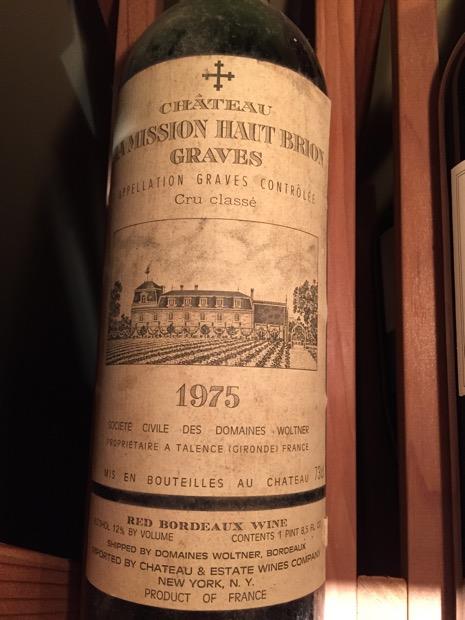 CHÂTEAU
LA MISSION HAUT BRION
GRAVES
APPELLATION GRAVES CONTRÔLÉE
Cru classé
1975
SOCIÉTÉ CIVILE DES DOMAINES WOLTNER
PROPRIÉTAIRE A TALENCE (GIRONDE) FRANCE
MIS EN BOUTEILLES AU CHATEAU 73cl
RED BORDEAUX WINE
ALCOHOL 12% BY VOLUME CONTENTS 1 PINT 8,5 FL OZ
SHIPPED BY DOMAINES WOLTNER, BORDEAUX
IMPORTED BY CHATEAU & ESTATE WINES COMPANY
NEW YORK, N. Y.
PRODUCT OF FRANCE